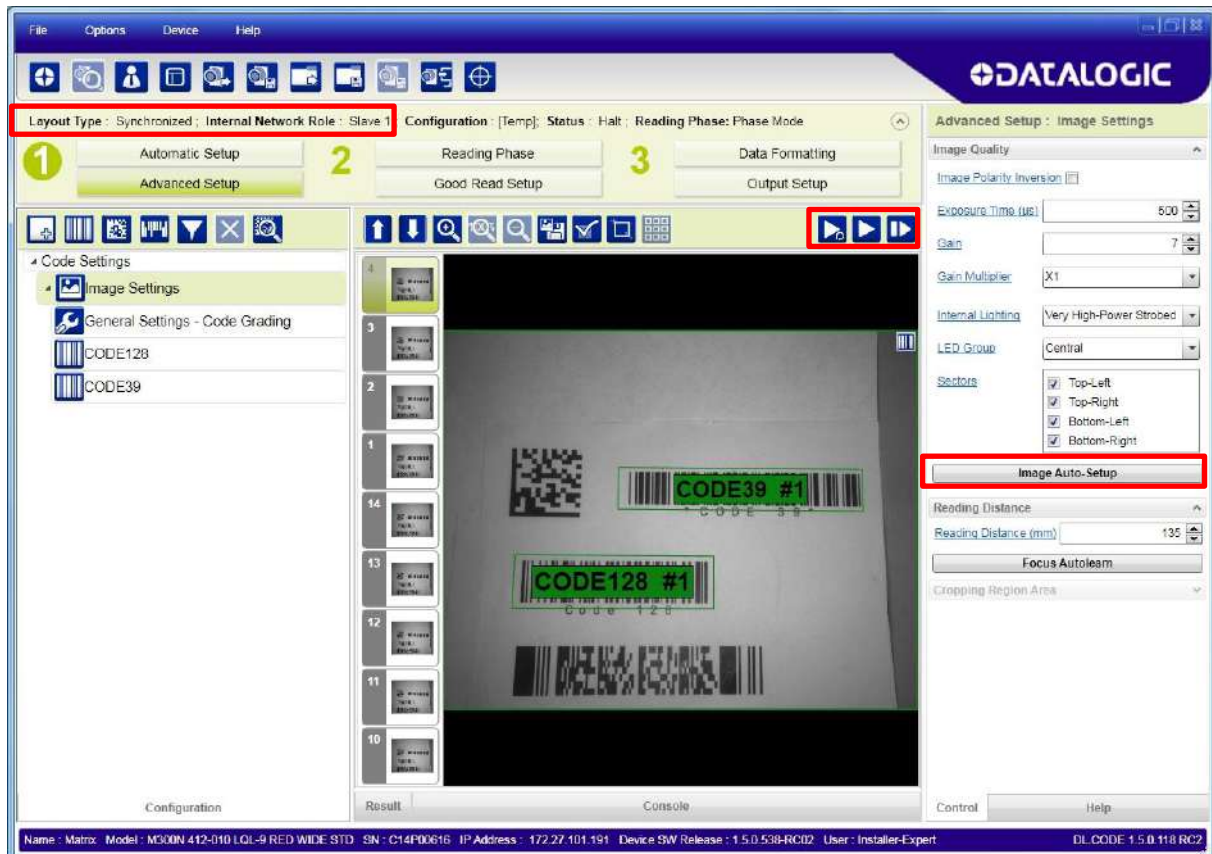 File Options Device Help
DATALOGIC
Layout Type : Synchronized ; Internal Network Role : Slave 1; Configuration : [Temp]; Status : Halt ; Reading Phase: Phase Mode
1 Automatic Setup 2 Reading Phase 3 Data Formatting
Advanced Setup Good Read Setup Output Setup
Code Settings
Image Settings
General Settings - Code Grading
CODE128
CODE39
Configuration
4
3
2
1
14
13
12
11
10
CODE39 #1
* C O D E 3 9 *
CODE128 #1
Code 128
Result Console
Advanced Setup : Image Settings
Image Quality
Image Polarity Inversion
Exposure Time (µs) 500
Gain 7
Gain Multiplier X1
Internal Lighting Very High-Power Strobed
LED Group Central
Sectors Top-Left
Top-Right
Bottom-Left
Bottom-Right
Image Auto-Setup
Reading Distance
Reading Distance (mm) 135
Focus Autolearn
Cropping Region Area
Control Help
Name : Matrix Model : M300N 412-010 LQL-9 RED WIDE STD SN : C14P00616 IP Address : 172.27.101.191 Device SW Release : 1.5.0.538-RC02 User : Installer-Expert DL.CODE 1.5.0.118 RC2